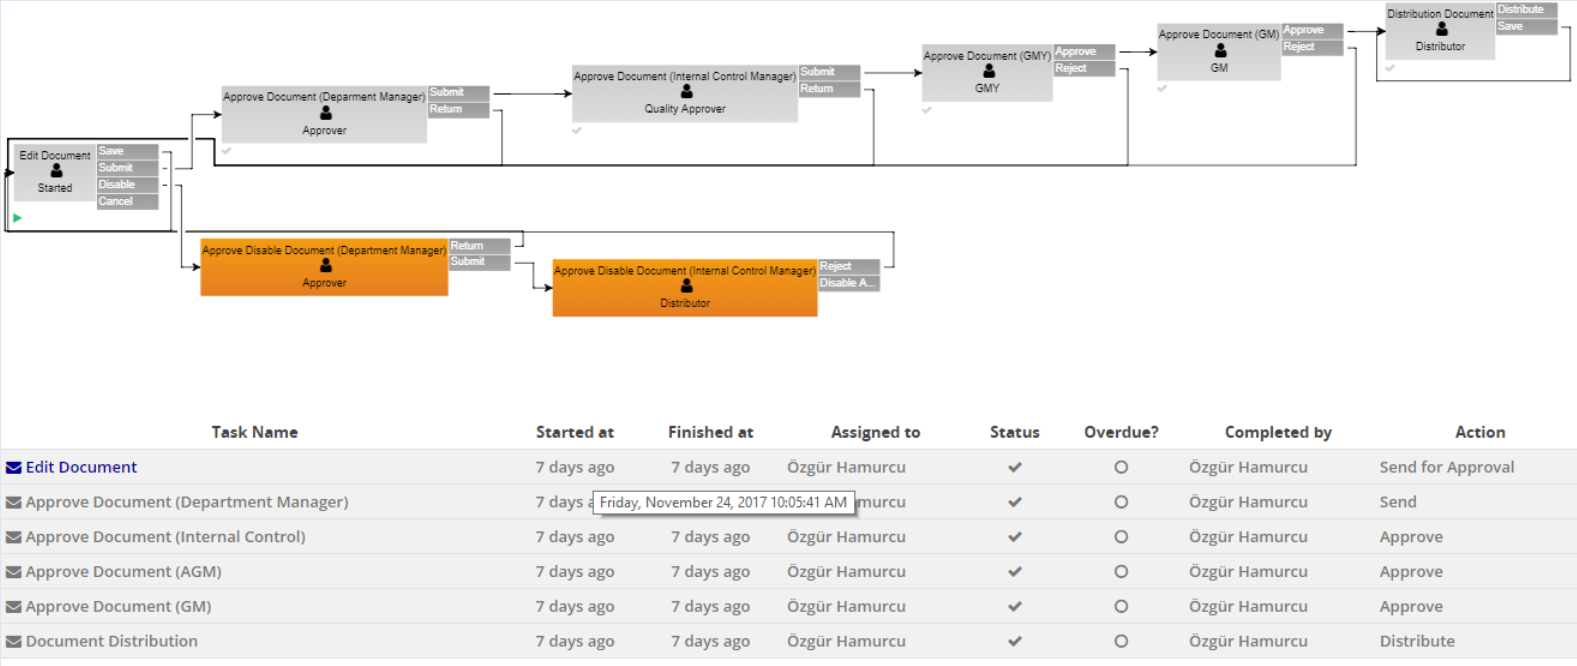 Distribution Document
Distribute
Save
Distributor
Approve Document (GM)
Approve
Reject
GM
Approve Document (GMY)
Approve
Reject
GMY
Approve Document (Internal Control Manager)
Submit
Return
Quality Approver
Approve Document (Deparment Manager)
Submit
Return
Approver
Edit Document
Save
Submit
Disable
Cancel
Started
Approve Disable Document (Department Manager)
Return
Submit
Approver
Approve Disable Document (Internal Control Manager)
Reject
Disable A...
Distributor
Task Name Started at Finished at Assigned to Status Overdue? Completed by Action
Edit Document 7 days ago 7 days ago Özgür Hamurcu Özgür Hamurcu Send for Approval
Approve Document (Department Manager) 7 days Friday, November 24, 2017 10:05:41 AM murcu Özgür Hamurcu Send
Approve Document (Internal Control) 7 days ago 7 days ago Özgür Hamurcu Özgür Hamurcu Approve
Approve Document (AGM) 7 days ago 7 days ago Özgür Hamurcu Özgür Hamurcu Approve
Approve Document (GM) 7 days ago 7 days ago Özgür Hamurcu Özgür Hamurcu Approve
Document Distribution 7 days ago 7 days ago Özgür Hamurcu Özgür Hamurcu Distribute